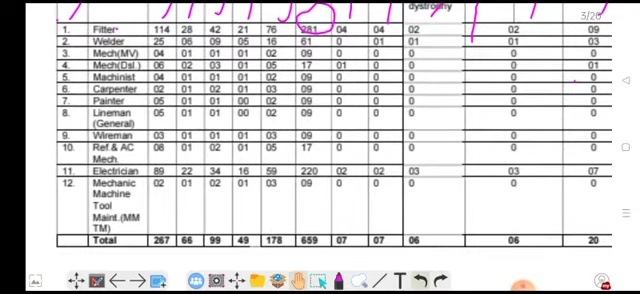 dystrophy
3/20
1. Fitter 114 28 42 21 76 281 04 04 02 02 09
2. Welder 25 06 09 05 16 61 0 01 01 01 03
3. Mech(MV) 04 01 01 01 02 09 0 0 0 0 0
4. Mech(Dsl.) 06 02 03 01 05 17 01 0 0 0 01
5. Machinist 04 01 01 01 02 09 0 0 0 0 0
6. Carpenter 02 01 02 01 03 09 0 0 0 0 0
7. Painter 05 01 01 00 02 09 0 0 0 0 0
8. Lineman 05 01 01 00 02 09 0 0 0 0 0
(General)
9. Wireman 03 01 01 01 03 09 0 0 0 0 0
10. Ref.& AC 08 01 02 01 05 17 0 0 0 0 0
Mech.
11. Electrician 89 22 34 16 59 220 02 02 03 03 07
12. Mechanic 02 01 02 01 03 09 0 0 0 0 0
Machine
Tool
Maint.(MM
TM)
Total 267 66 99 49 178 659 07 07 06 06 20